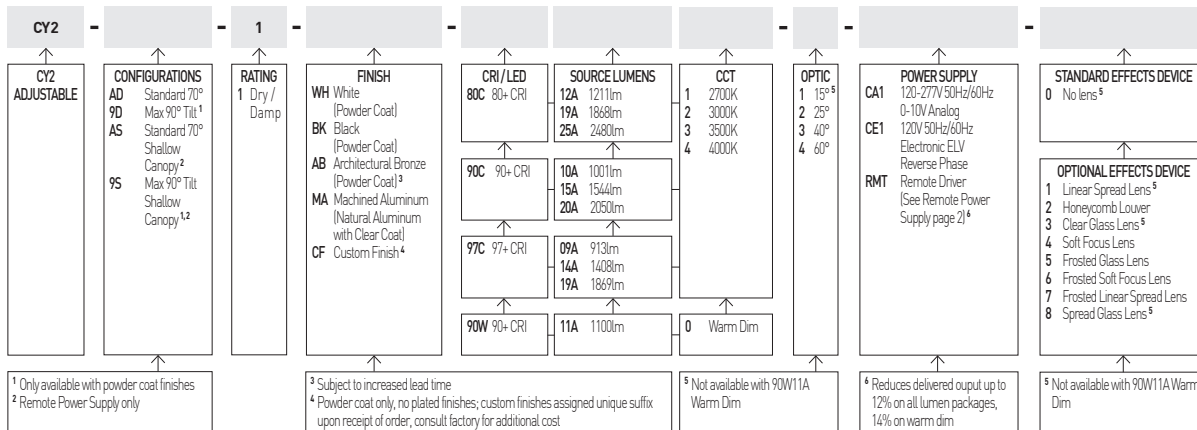 CY2 - - 1 - - - - -
CY2
ADJUSTABLE
CONFIGURATIONS
AD Standard 70°
9D Max 90° Tilt 1
AS Standard 70°
Shallow
Canopy 2
9S Max 90° Tilt
Shallow
Canopy 1,2
RATING
1 Dry /
Damp
FINISH
WH White
(Powder Coat)
BK Black
(Powder Coat)
AB Architectural Bronze
(Powder Coat) 3
MA Machined Aluminum
(Natural Aluminum
with Clear Coat)
CF Custom Finish 4
CRI / LED
80C 80+ CRI
90C 90+ CRI
97C 97+ CRI
90W 90+ CRI
SOURCE LUMENS
12A 1211lm
19A 1868lm
25A 2480lm
10A 1001lm
15A 1544lm
20A 2050lm
09A 913lm
14A 1408lm
19A 1869lm
11A 1100lm
CCT
1 2700K
2 3000K
3 3500K
4 4000K
0 Warm Dim
OPTIC
1 15° 5
2 25°
3 40°
4 60°
POWER SUPPLY
CA1 120-277V 50Hz/60Hz
0-10V Analog
CE1 120V 50Hz/60Hz
Electronic ELV
Reverse Phase
RMT Remote Driver
(See Remote Power
Supply page 2) 6
STANDARD EFFECTS DEVICE
0 No lens 5
OPTIONAL EFFECTS DEVICE
1 Linear Spread Lens 5
2 Honeycomb Louver
3 Clear Glass Lens 5
4 Soft Focus Lens
5 Frosted Glass Lens
6 Frosted Soft Focus Lens
7 Frosted Linear Spread Lens
8 Spread Glass Lens 5
1 Only available with powder coat finishes
2 Remote Power Supply only
3 Subject to increased lead time
4 Powder coat only, no plated finishes; custom finishes assigned unique suffix
upon receipt of order, consult factory for additional cost
5 Not available with 90W11A
Warm Dim
6 Reduces delivered ouput up to
12% on all lumen packages,
14% on warm dim
5 Not available with 90W11A Warm
Dim